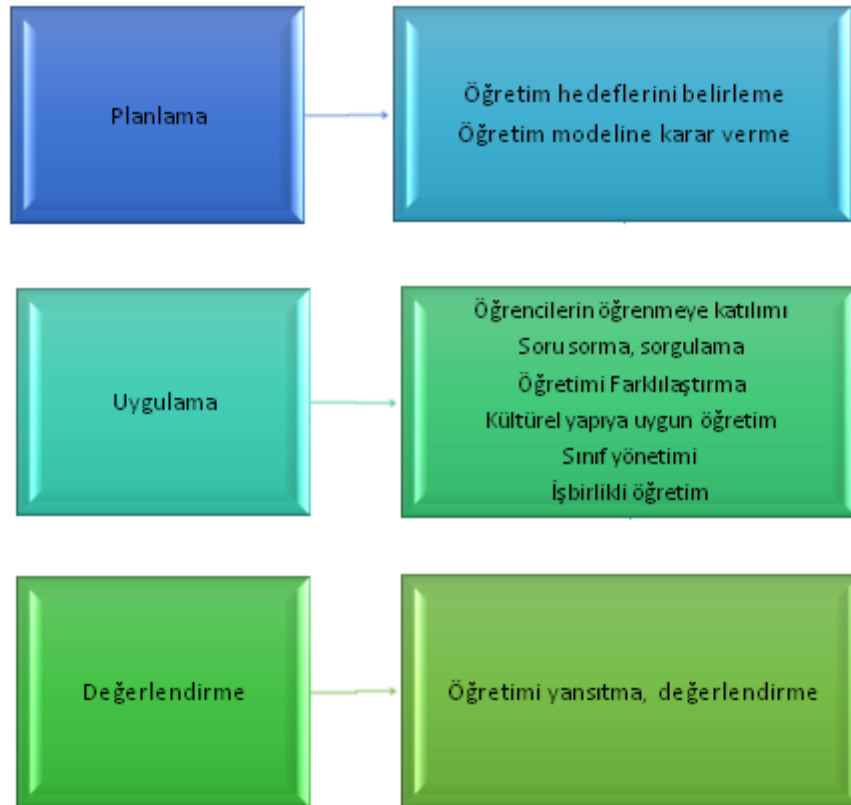 Planlama
Öğretim hedeflerini belirleme
Öğretim modeline karar verme
Uygulama
Öğrencilerin öğrenmeye katılımı
Soru sorma, sorgulama
Öğretimi Farklılaştırma
Kültürel yapıya uygun öğretim
Sınıf yönetimi
İşbirlikli öğretim
Değerlendirme
Öğretimi yansıtma, değerlendirme